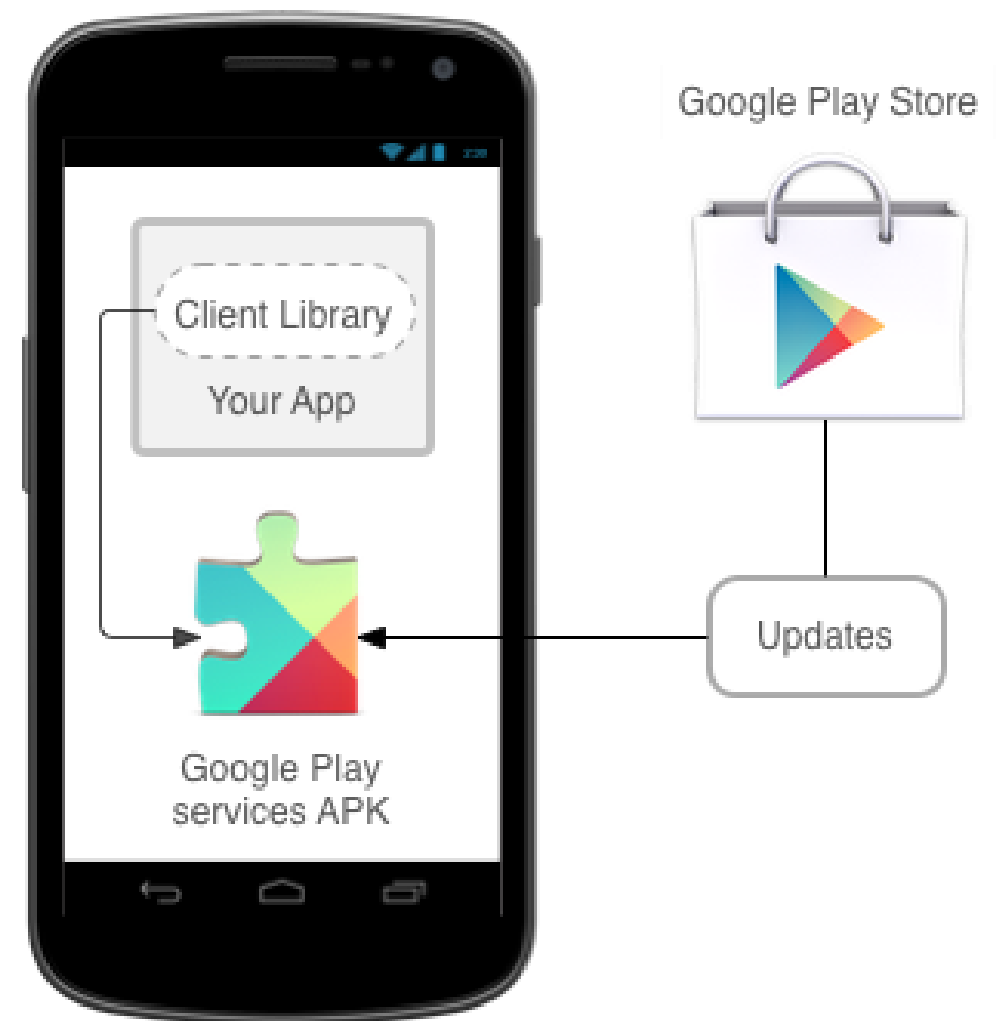 Google Play Store
Client Library
Your App
Updates
Google Play
services APK